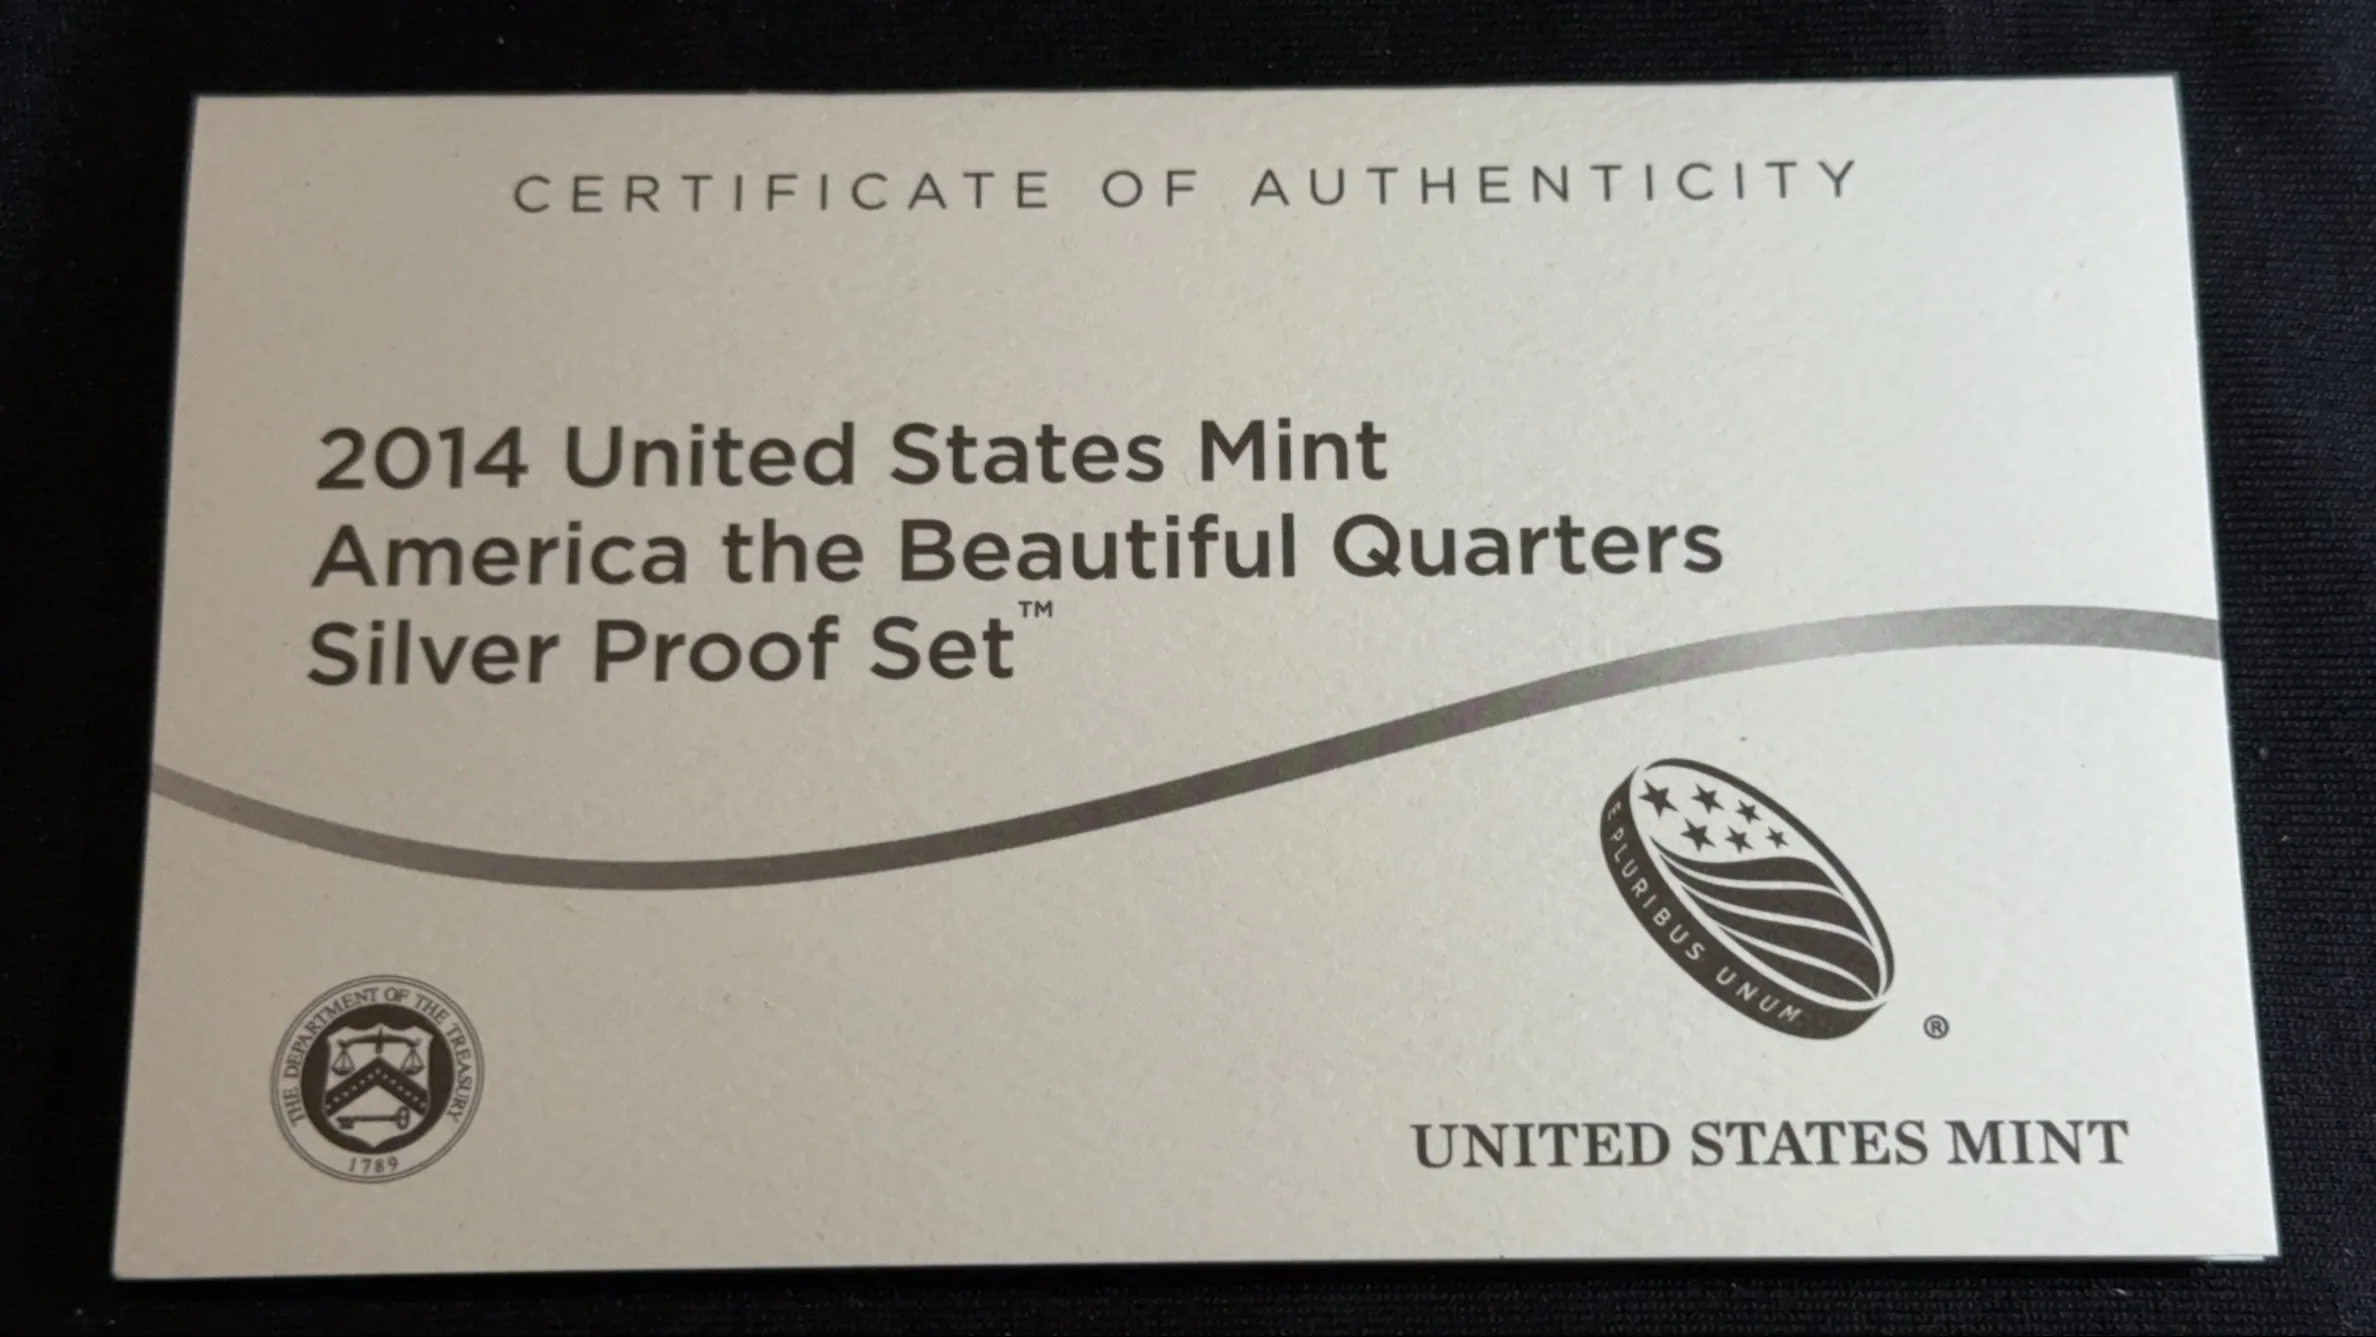 CERTIFICATE OF AUTHENTICITY
2014 United States Mint
America the Beautiful Quarters
Silver Proof Set™
E PLURIBUS UNUM
®
THE DEPARTMENT OF THE TREASURY
1789
UNITED STATES MINT